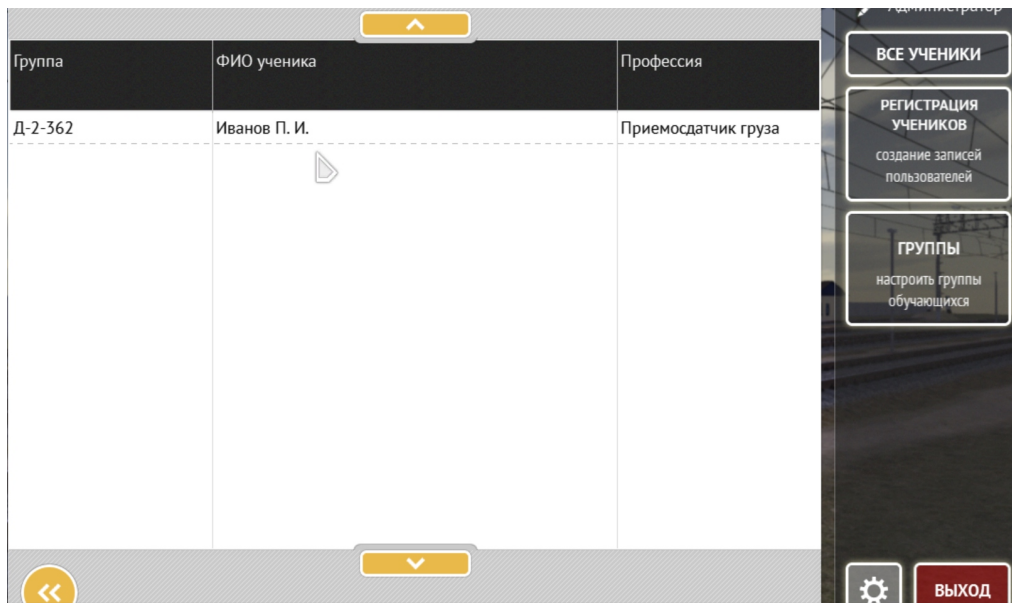 Администратор
Группа ФИО ученика Профессия
ВСЕ УЧЕНИКИ
Д-2-362 Иванов П. И. Приемосдатчик груза
РЕГИСТРАЦИЯ
УЧЕНИКОВ
создание записей
пользователей
ГРУППЫ
настроить группы
обучающихся
ВЫХОД